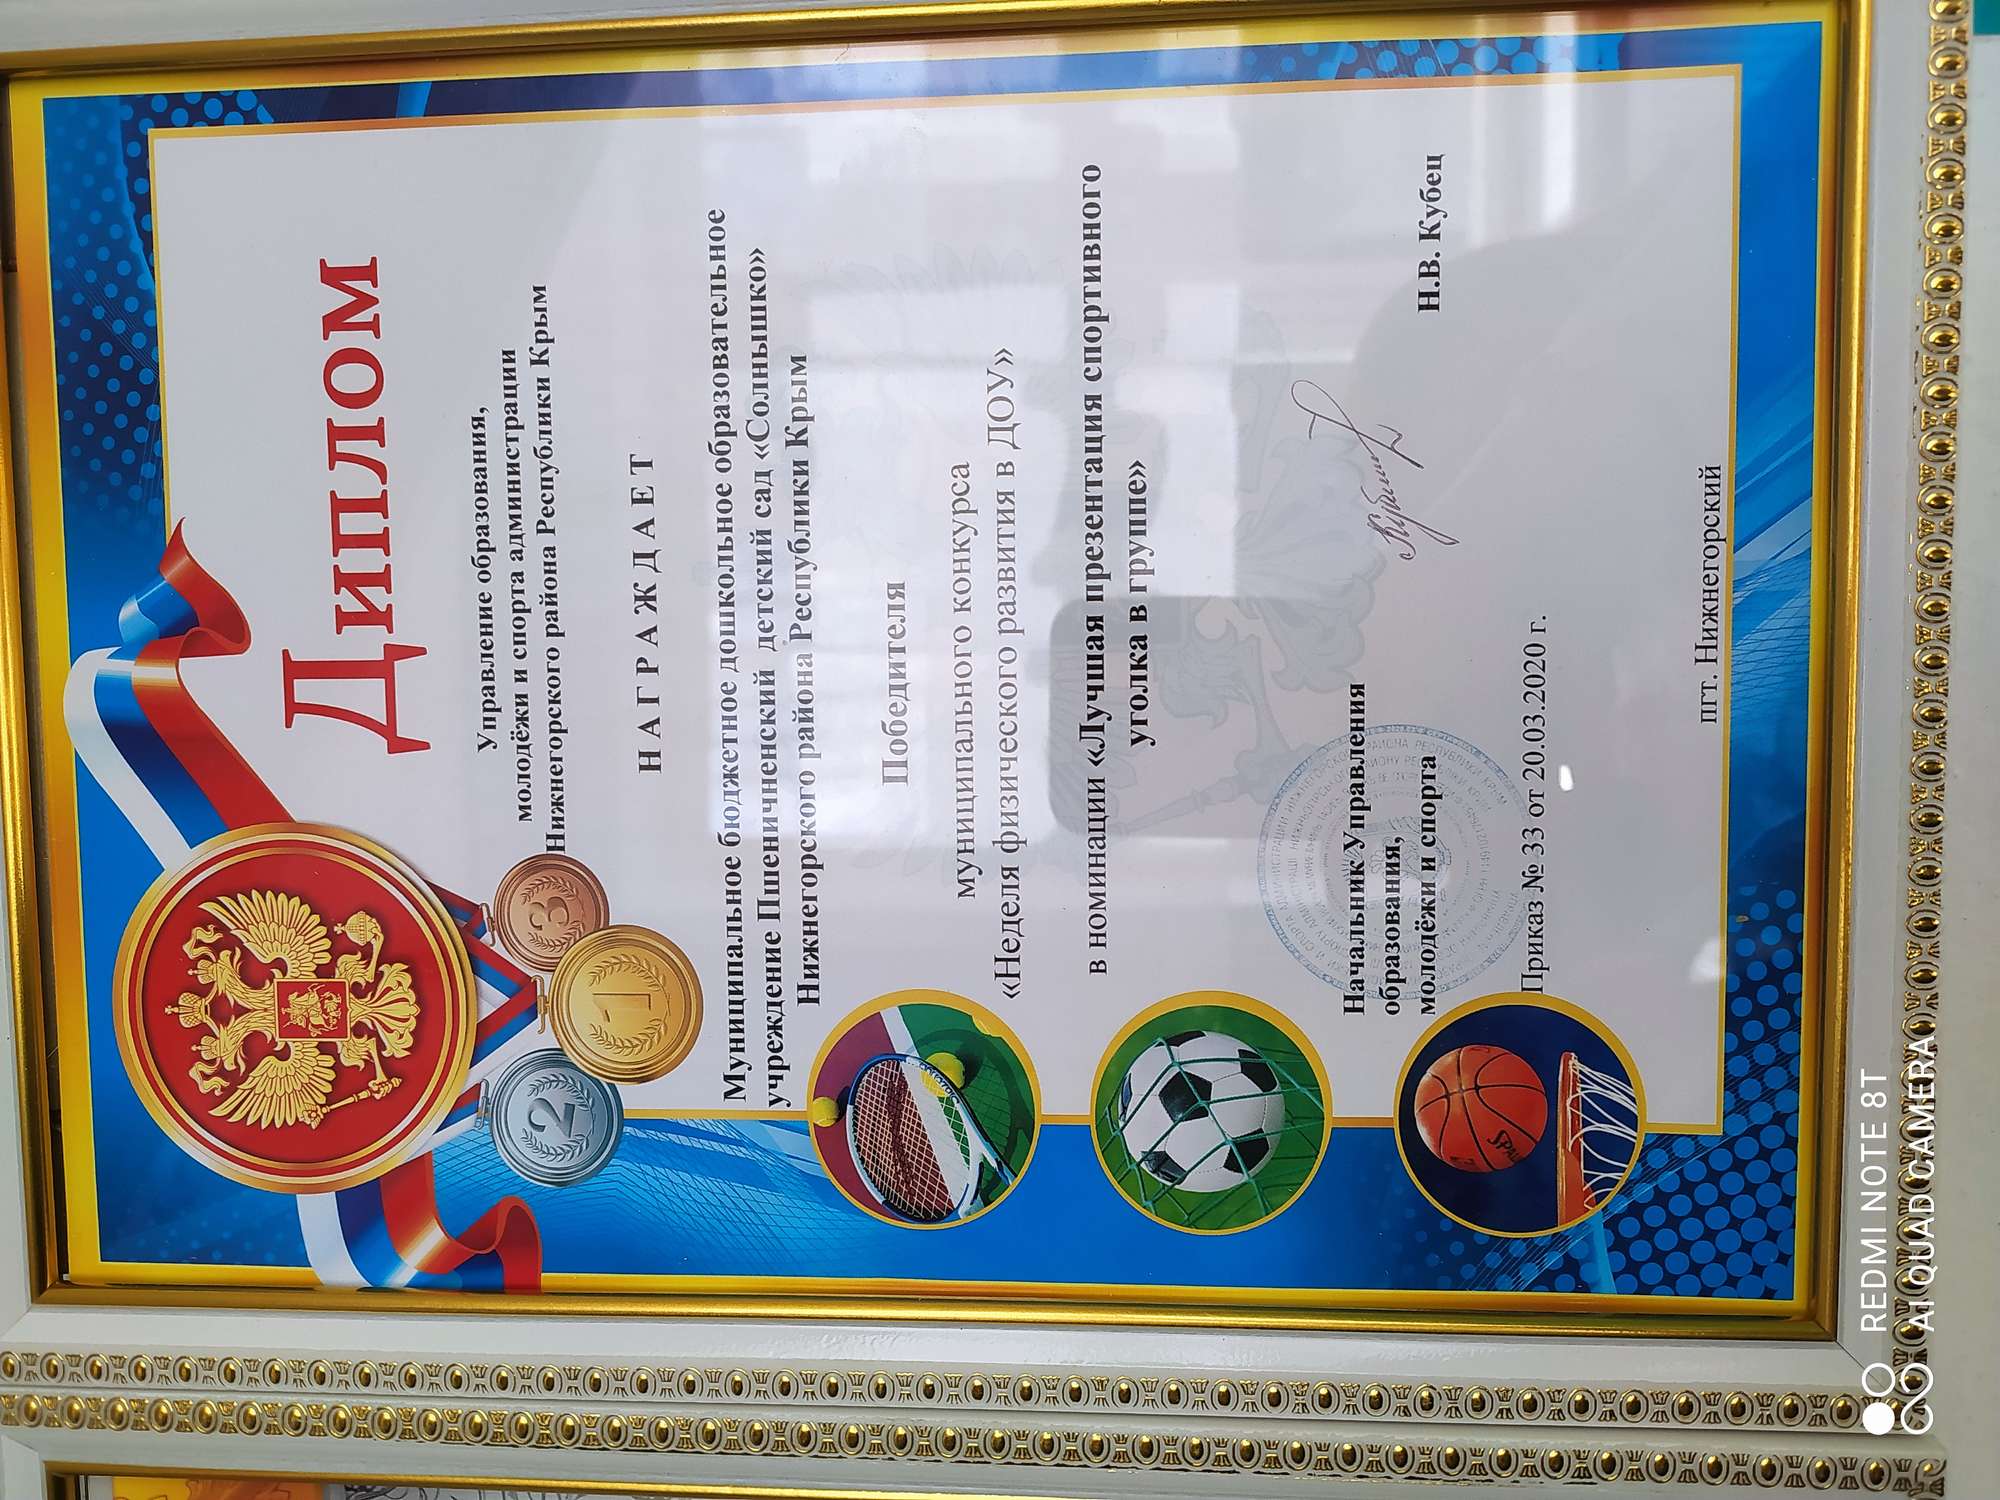 Диплом
Управление образования,
молодёжи и спорта администрации
Нижнегорского района Республики Крым
НАГРАЖДАЕТ
Муниципальное бюджетное дошкольное образовательное
учреждение Пшеничненский детский сад «Солнышко»
Нижнегорского района Республики Крым
Победителя
муниципального конкурса
«Неделя физического развития в ДОУ»
в номинации «Лучшая презентация спортивного
уголка в группе»
Начальник Управления
образования,
молодёжи и спорта
Н.В. Кубец
Приказ № 33 от 20.03.2020 г.
пгт. Нижнегорский
3
1
2
REDMI NOTE 8T
AI QUAD CAMERA